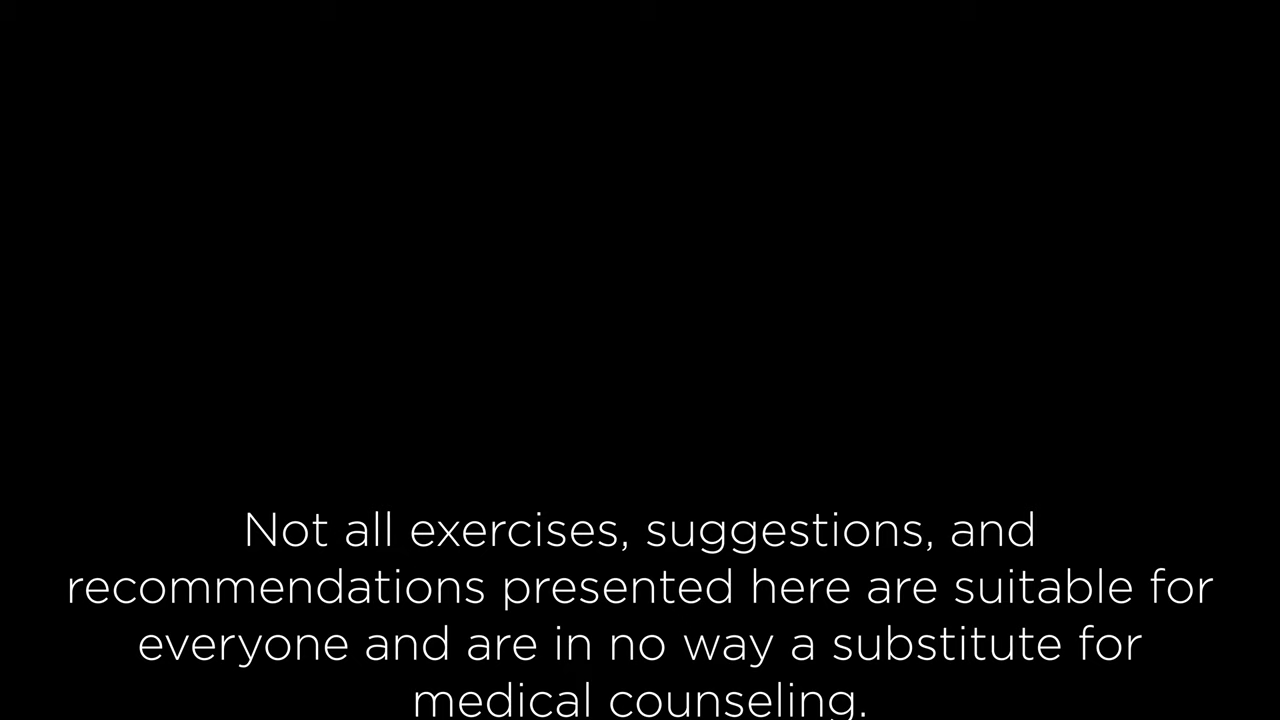 Not all exercises, suggestions, and
recommendations presented here are suitable for
everyone and are in no way a substitute for
medical counseling.